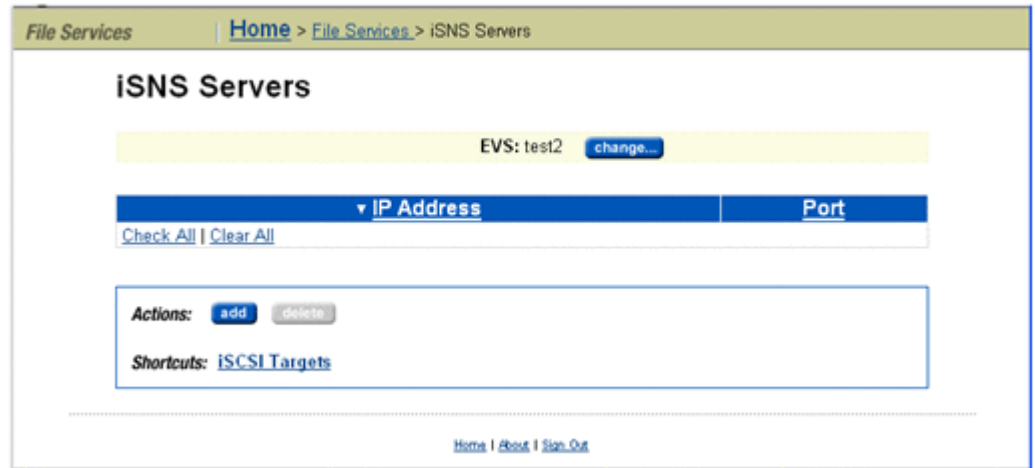 File Services | Home > File Services > iSNS Servers
iSNS Servers
EVS: test2 change...
▼ IP Address Port
Check All | Clear All
Actions: add delete
Shortcuts: iSCSI Targets
Home | About | Sign Out